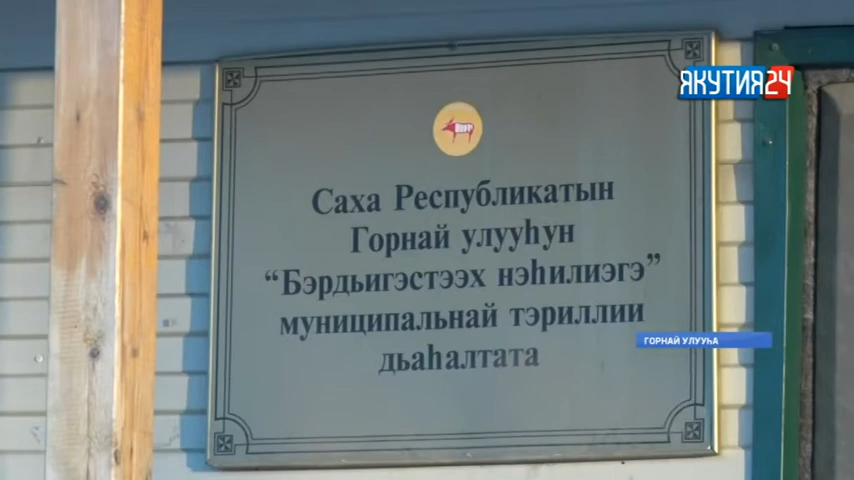 ЯКУТИЯ24
Саха Республикатын
Горнай улууһун
“Бэрдьигэстээх нэһилиэгэ”
муниципальнай тэриллии
дьаһалтата
ГОРНАЙ УЛУУҺА